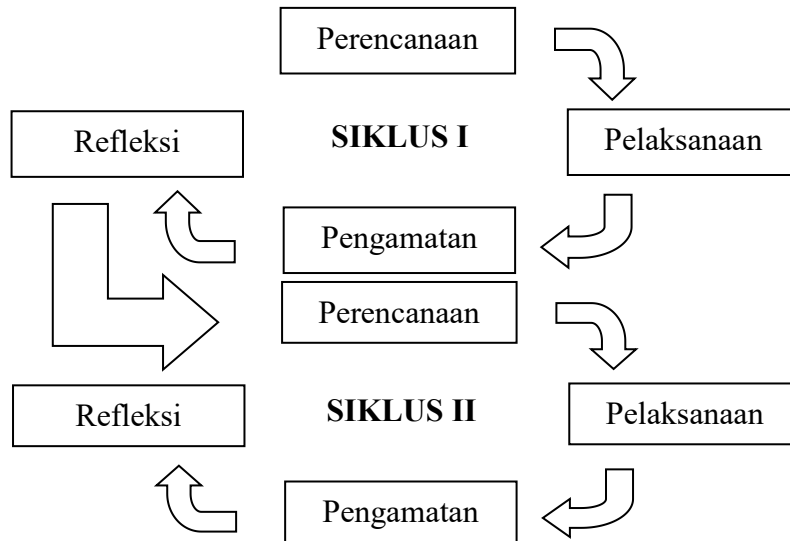 Perencanaan
Refleksi
SIKLUS I
Pelaksanaan
Pengamatan
Perencanaan
Refleksi
SIKLUS II
Pelaksanaan
Pengamatan